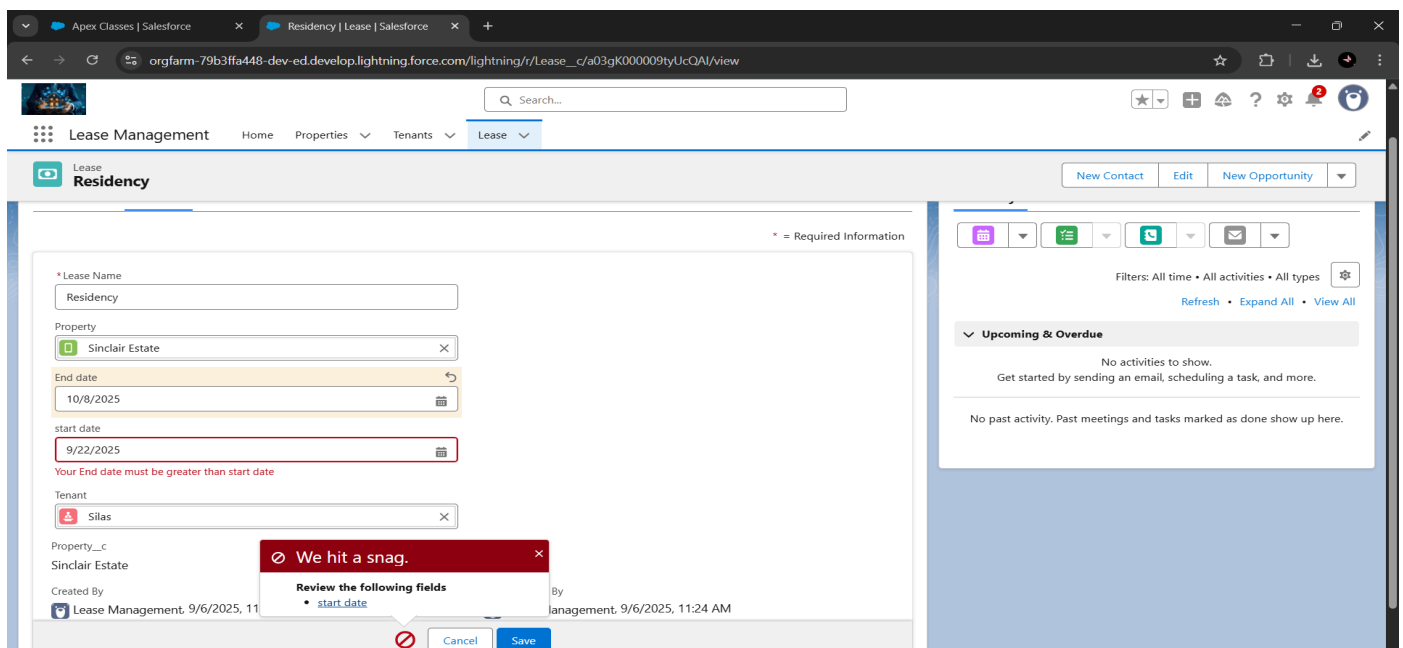 Apex Classes | Salesforce
Residency | Lease | Salesforce
orgfarm-79b3ffa448-dev-ed.develop.lightning.force.com/lightning/r/Lease__c/a03gK000009tyUcQAI/view
Search...
2
Lease Management Home Properties Tenants Lease
Lease
Residency
New Contact Edit New Opportunity
* = Required Information
*Lease Name
Residency
Property
Sinclair Estate
End date
10/8/2025
start date
9/22/2025
Your End date must be greater than start date
Tenant
Silas
Property__c
Sinclair Estate
Created By
Lease Management, 9/6/2025, 11
By
anagement, 9/6/2025, 11:24 AM
We hit a snag.
Review the following fields
• start date
Cancel Save
Filters: All time • All activities • All types
Refresh • Expand All • View All
Upcoming & Overdue
No activities to show.
Get started by sending an email, scheduling a task, and more.
No past activity. Past meetings and tasks marked as done show up here.